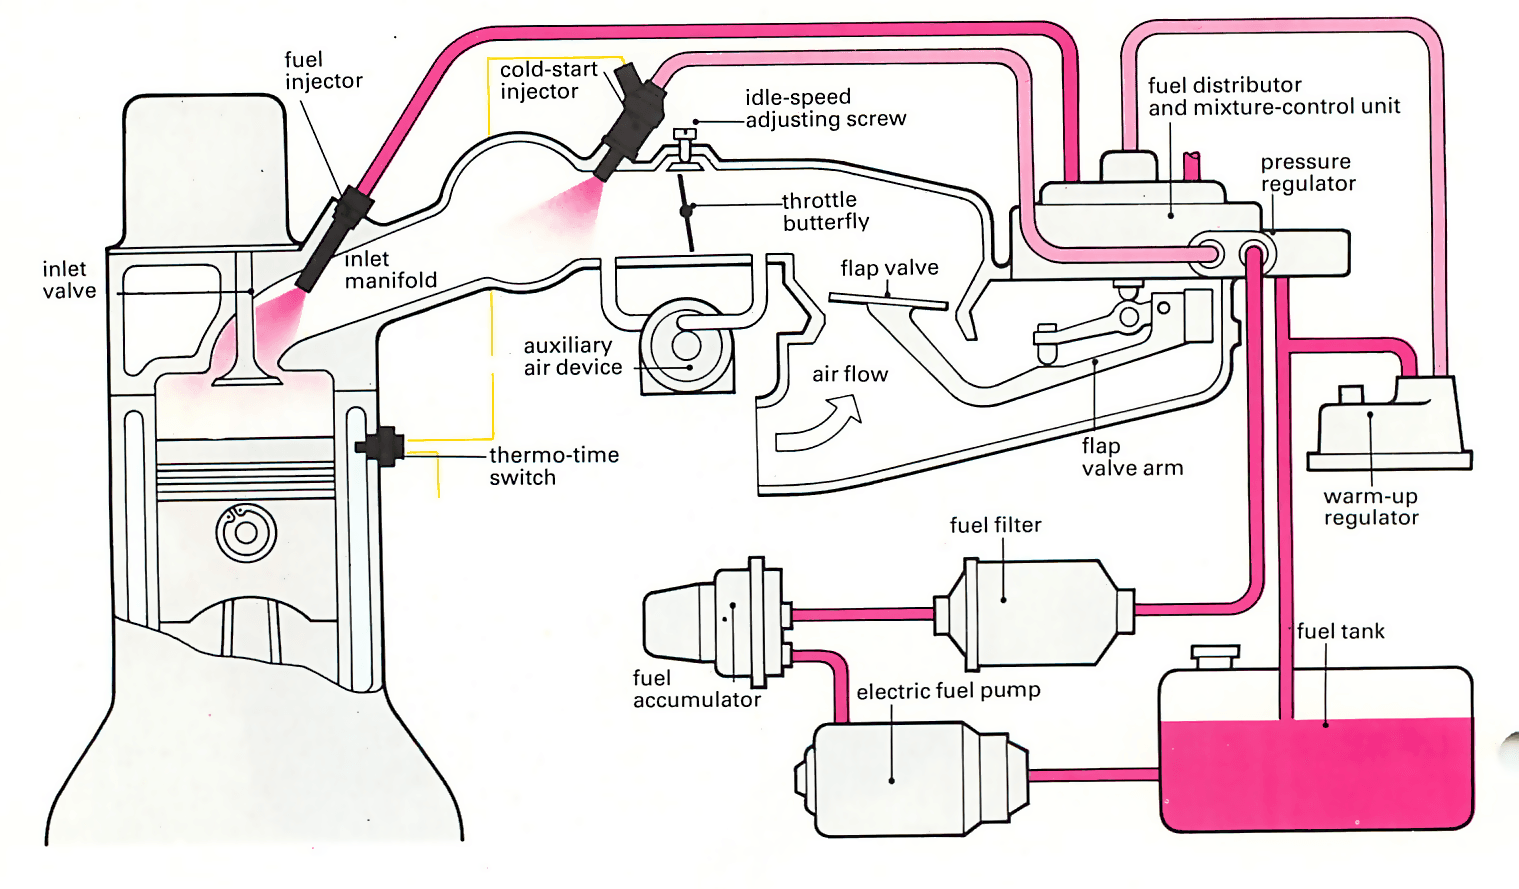 fuel
injector
cold-start
injector
idle-speed
adjusting screw
fuel distributor
and mixture-control unit
pressure
regulator
throttle
butterfly
inlet
valve
inlet
manifold
flap valve
auxiliary
air device
air flow
flap
valve arm
thermo-time
switch
warm-up
regulator
fuel filter
fuel tank
fuel
accumulator
electric fuel pump